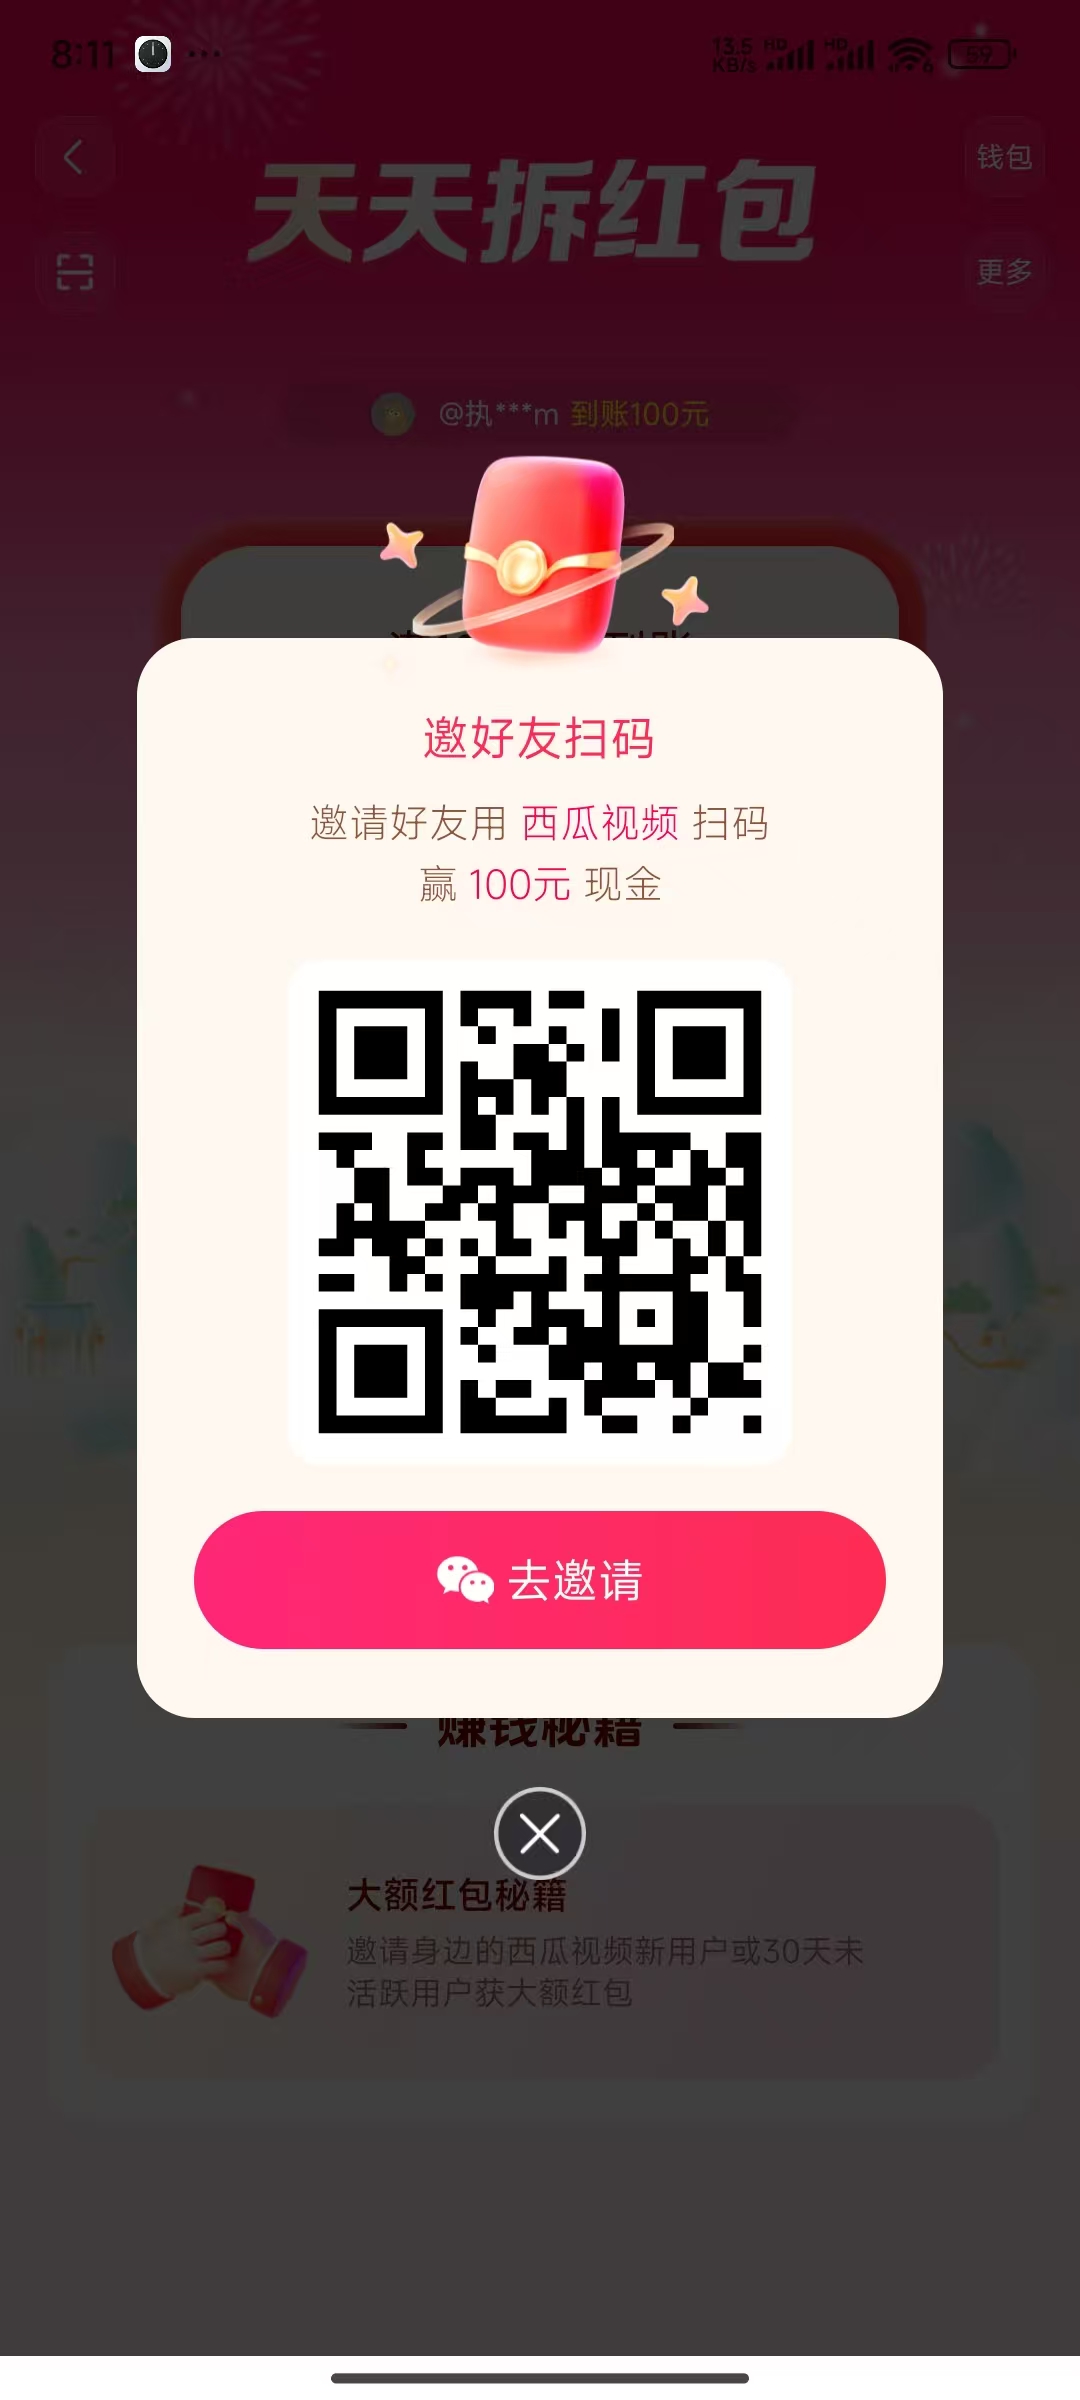 8:11
13.5
KB/s
HD
HD
6
59
天天拆红包
钱包
更多
@执***m 到账100元
邀好友扫码
邀请好友用 西瓜视频 扫码
赢 100元 现金
去邀请
赚钱秘籍
大额红包秘籍
邀请身边的西瓜视频新用户或30天未
活跃用户获大额红包